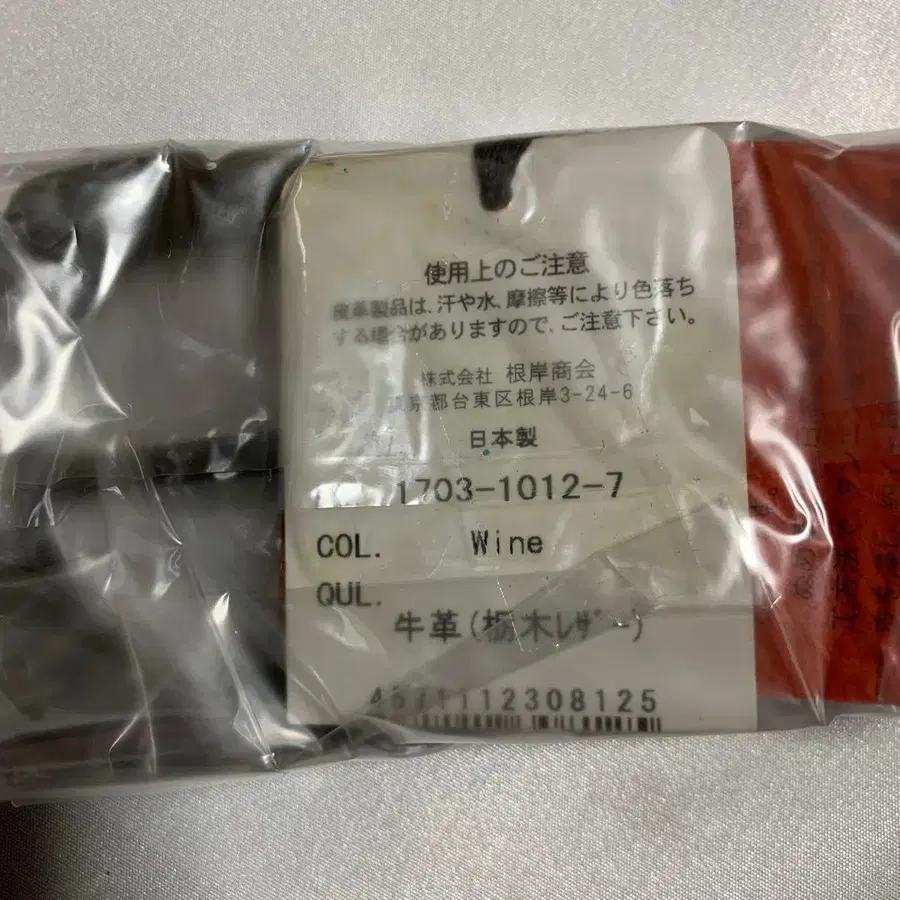 使用上のご注意
皮革製品は、汗や水、摩擦等により色落ち
する場合がありますので、ご注意下さい。
株式会社 根岸商会
東京都台東区根岸3-24-6
日本製
1703-1012-7
COL. Wine
QUL.
牛革(栃木ﾚｻﾞｰ)
4571112308125